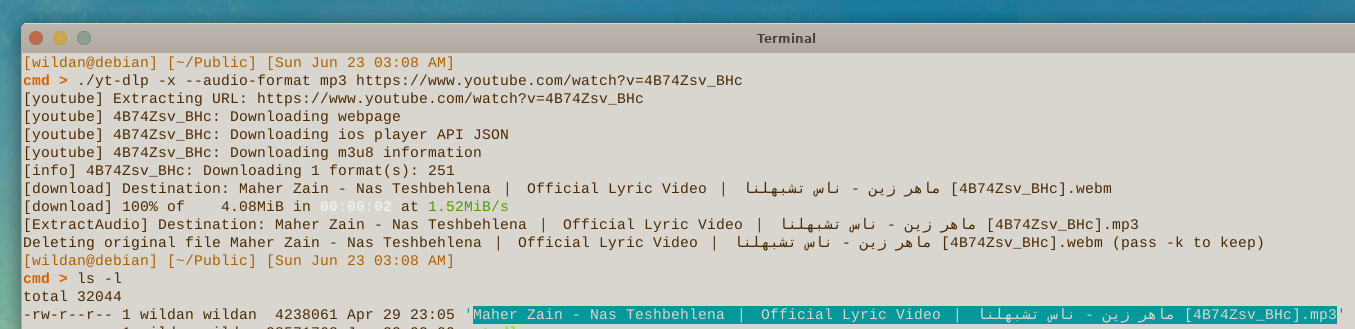 Terminal
[wildan@debian] [~/Public] [Sun Jun 23 03:08 AM]
cmd > ./yt-dlp -x --audio-format mp3 https://www.youtube.com/watch?v=4B74Zsv_BHc
[youtube] Extracting URL: https://www.youtube.com/watch?v=4B74Zsv_BHc
[youtube] 4B74Zsv_BHc: Downloading webpage
[youtube] 4B74Zsv_BHc: Downloading ios player API JSON
[youtube] 4B74Zsv_BHc: Downloading m3u8 information
[info] 4B74Zsv_BHc: Downloading 1 format(s): 251
[download] Destination: Maher Zain - Nas Teshbehlena | Official Lyric Video | ماهر زين - ناس تشبهلنا [4B74Zsv_BHc].webm
[download] 100% of    4.08MiB in 00:00:02 at 1.52MiB/s
[ExtractAudio] Destination: Maher Zain - Nas Teshbehlena | Official Lyric Video | ماهر زين - ناس تشبهلنا [4B74Zsv_BHc].mp3
Deleting original file Maher Zain - Nas Teshbehlena | Official Lyric Video | ماهر زين - ناس تشبهلنا [4B74Zsv_BHc].webm (pass -k to keep)
[wildan@debian] [~/Public] [Sun Jun 23 03:08 AM]
cmd > ls -l
total 32044
-rw-r--r-- 1 wildan wildan  4238061 Apr 29 23:05 'Maher Zain - Nas Teshbehlena | Official Lyric Video | ماهر زين - ناس تشبهلنا [4B74Zsv_BHc].mp3'